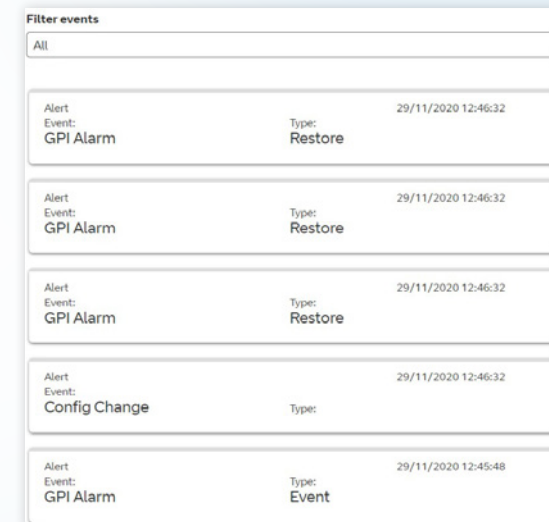 Filter events
All
Alert 29/11/2020 12:46:32
Event: Type:
GPI Alarm Restore
Alert 29/11/2020 12:46:32
Event: Type:
GPI Alarm Restore
Alert 29/11/2020 12:46:32
Event: Type:
GPI Alarm Restore
Alert 29/11/2020 12:46:32
Event:
Config Change Type:
Alert 29/11/2020 12:45:48
Event: Type:
GPI Alarm Event